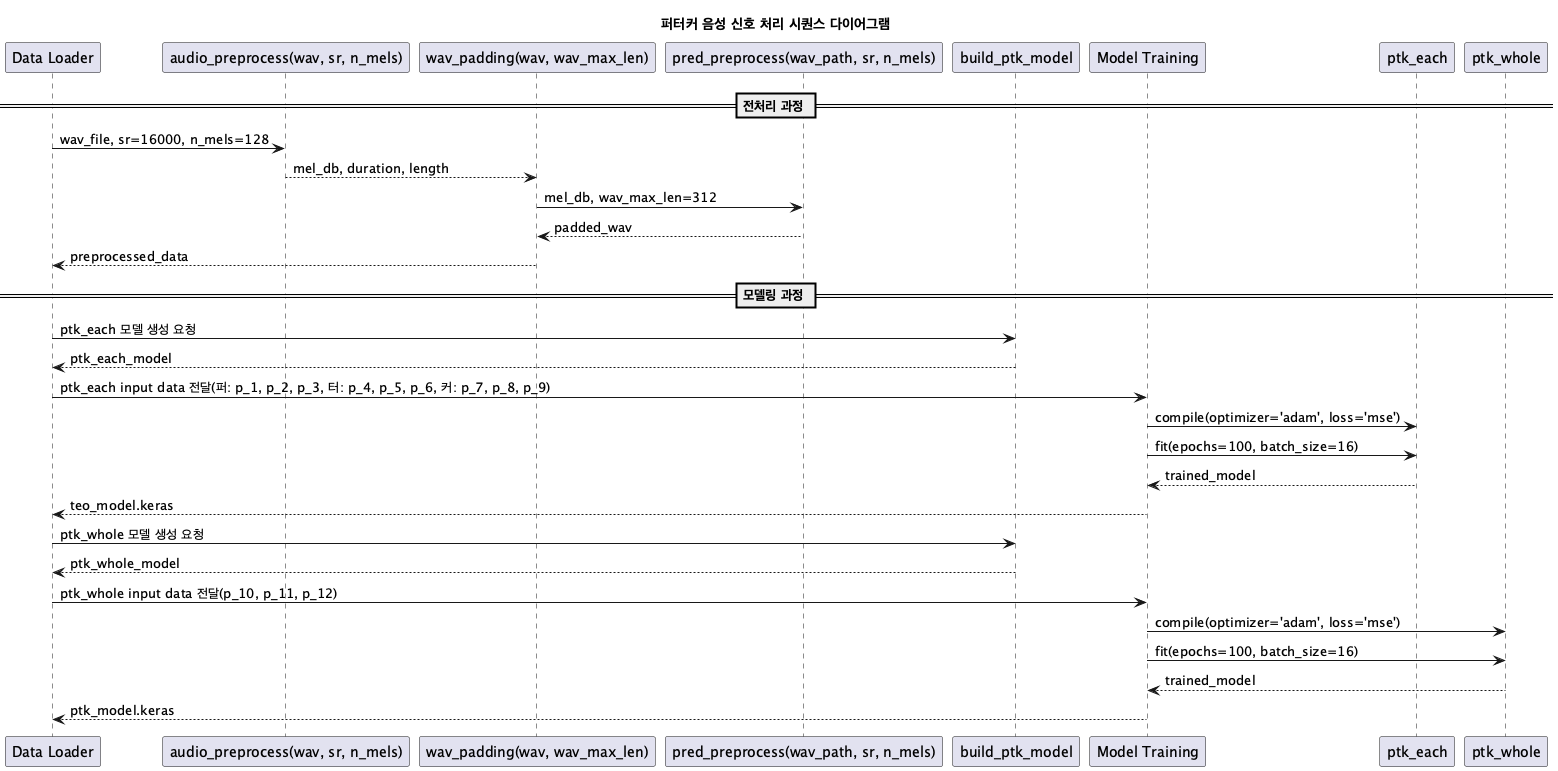 퍼터커 음성 신호 처리 시퀀스 다이어그램
Data Loader
audio_preprocess(wav, sr, n_mels)
wav_padding(wav, wav_max_len)
pred_preprocess(wav_path, sr, n_mels)
build_ptk_model
Model Training
ptk_each
ptk_whole
전처리 과정
wav_file, sr=16000, n_mels=128
mel_db, duration, length
mel_db, wav_max_len=312
padded_wav
preprocessed_data
모델링 과정
ptk_each 모델 생성 요청
ptk_each_model
ptk_each input data 전달(퍼: p_1, p_2, p_3, 터: p_4, p_5, p_6, 커: p_7, p_8, p_9)
compile(optimizer='adam', loss='mse')
fit(epochs=100, batch_size=16)
trained_model
teo_model.keras
ptk_whole 모델 생성 요청
ptk_whole_model
ptk_whole input data 전달(p_10, p_11, p_12)
compile(optimizer='adam', loss='mse')
fit(epochs=100, batch_size=16)
trained_model
ptk_model.keras
Data Loader
audio_preprocess(wav, sr, n_mels)
wav_padding(wav, wav_max_len)
pred_preprocess(wav_path, sr, n_mels)
build_ptk_model
Model Training
ptk_each
ptk_whole